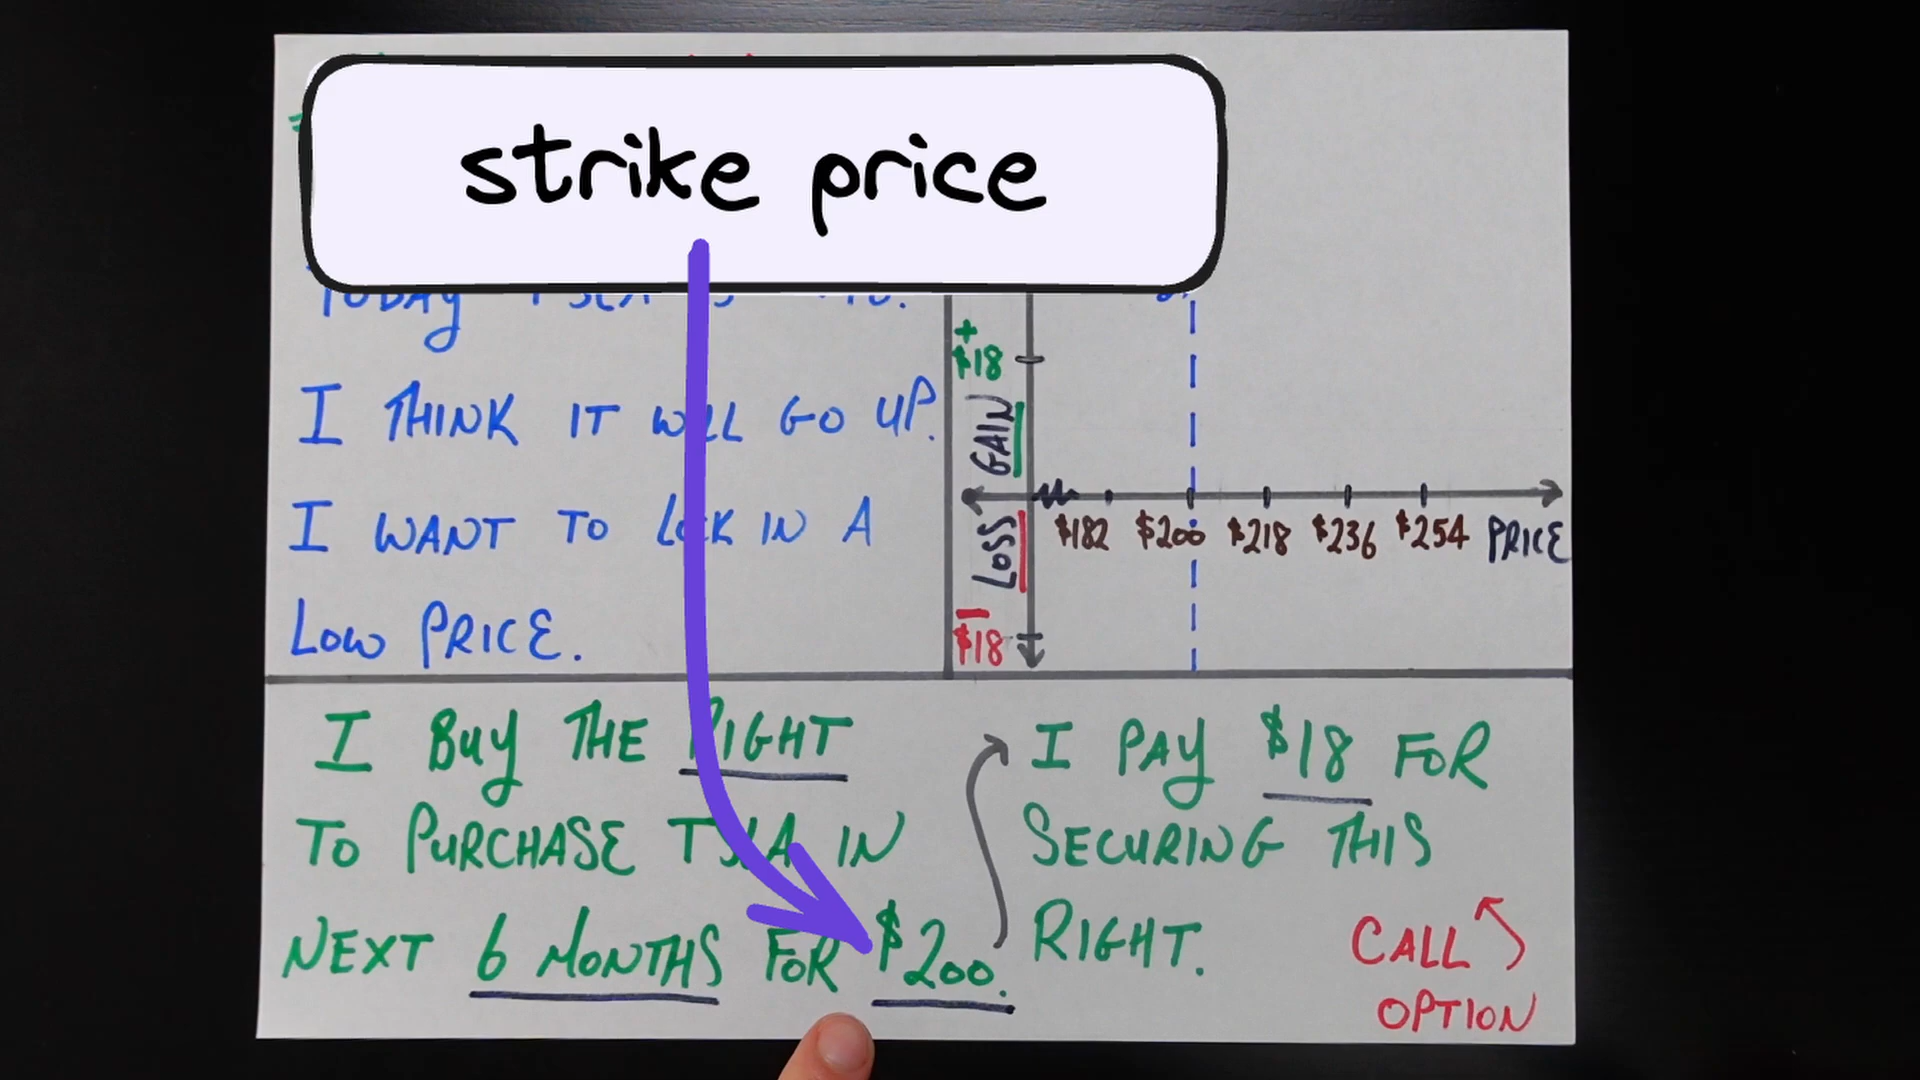 strike price
TODAY
I THINK IT WILL GO UP.
I WANT TO LOCK IN A
LOW PRICE.
+
$18
GAIN
LOSS
-
$18
$182 $200 $218 $236 $254 PRICE
I BUY THE RIGHT
TO PURCHASE TSLA IN
NEXT 6 MONTHS FOR $200.
I PAY $18 FOR
SECURING THIS
RIGHT.
CALL
OPTION